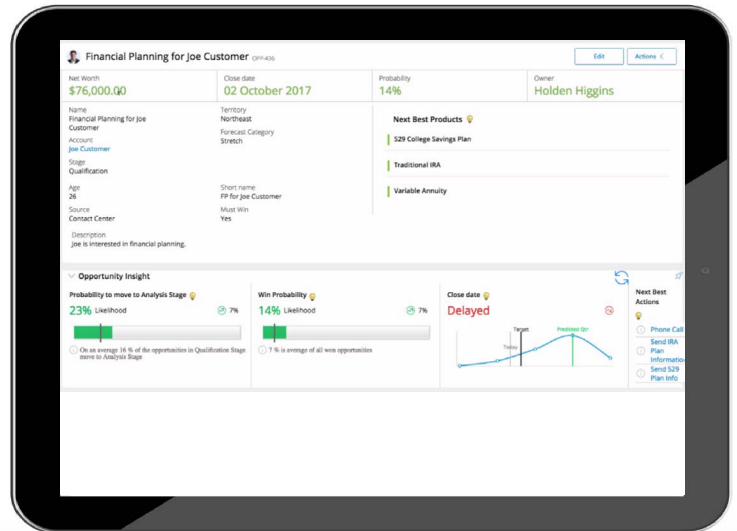 Financial Planning for Joe Customer OPP-436
Edit
Actions
Net Worth
$76,000.00
Close date
02 October 2017
Probability
14%
Owner
Holden Higgins
Name
Financial Planning for Joe
Customer
Account
Joe Customer
Stage
Qualification
Age
26
Source
Contact Center
Description
Joe is interested in financial planning.
Territory
Northeast
Forecast Category
Stretch
Short name
FP for Joe Customer
Must Win
Yes
Next Best Products
529 College Savings Plan
Traditional IRA
Variable Annuity
Opportunity Insight
Probability to move to Analysis Stage
23% Likelihood
7%
On an average 16 % of the opportunities in Qualification Stage
move to Analysis Stage
Win Probability
14% Likelihood
7%
7 % is average of all won opportunities
Close date
Delayed
Target
Predicted Qtr
Today
Next Best
Actions
Phone Call
Send IRA
Plan
Information
Send 529
Plan Info